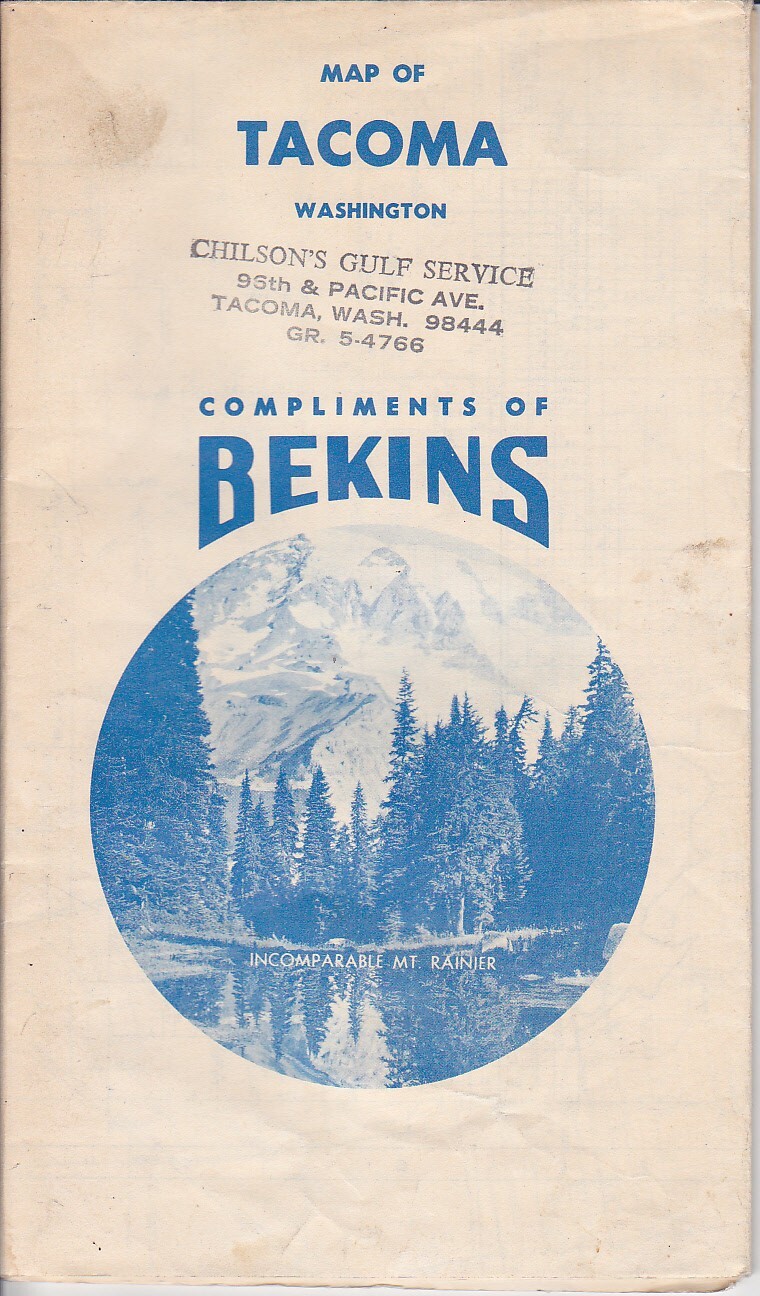 MAP OF
TACOMA
WASHINGTON
CHILSON'S GULF SERVICE
96th & PACIFIC AVE.
TACOMA, WASH. 98444
GR. 5-4766
COMPLIMENTS OF
BEKINS
INCOMPARABLE MT. RAINIER